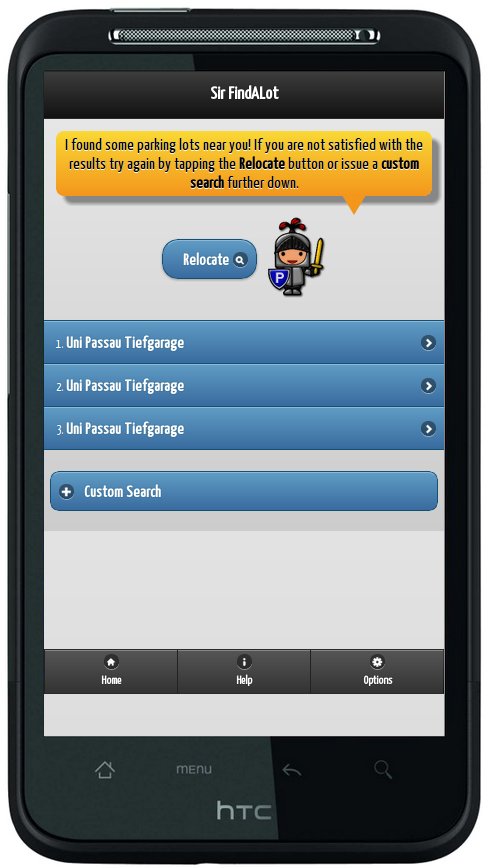 Sir FindALot
I found some parking lots near you! If you are not satisfied with the
results try again by tapping the Relocate button or issue a custom
search further down.
Relocate
P
1. Uni Passau Tiefgarage
2. Uni Passau Tiefgarage
3. Uni Passau Tiefgarage
Custom Search
Home Help Options
MENU
hTC